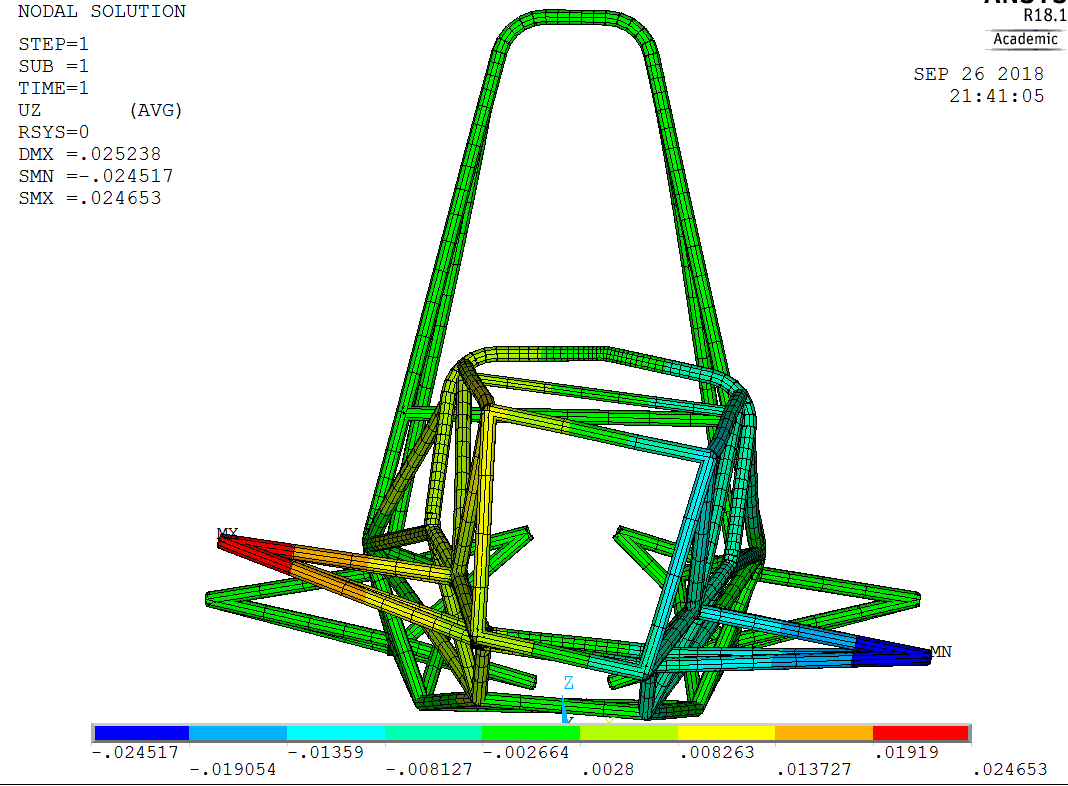 NODAL SOLUTION
STEP=1
SUB =1
TIME=1
UZ (AVG)
RSYS=0
DMX =.025238
SMN =-.024517
SMX =.024653
R18.1
Academic
SEP 26 2018
21:41:05
MX
MN
Z
-.024517
-.019054
-.01359
-.008127
-.002664
.0028
.008263
.013727
.01919
.024653